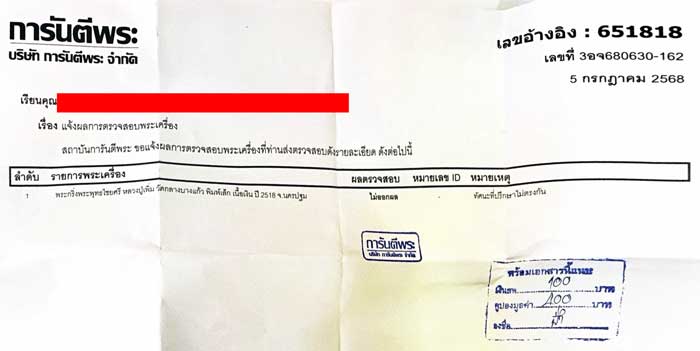 การันตีพระ
บริษัท การันตีพระ จำกัด
เลขอ้างอิง : 651818
เลขที่ 3อจ680630-162
5 กรกฎาคม 2568
เรียนคุณ
เรื่อง แจ้งผลการตรวจสอบพระเครื่อง
สถาบันการันตีพระ ขอแจ้งผลการตรวจสอบพระเครื่องที่ท่านส่งตรวจสอบดังรายละเอียด ดังต่อไปนี้
ลำดับ รายการพระเครื่อง ผลตรวจสอบ หมายเลข ID หมายเหตุ
1 พระกริ่งพระพุทธไชยศรี หลวงปู่เพิ่ม วัดกลางบางแก้ว พิมพ์เล็ก เนื้อเงิน ปี 2518 จ.นครปฐม ไม่ออกผล ทัศนะที่ปรึกษาไม่ตรงกัน
การันตีพระ
บริษัท การันตีพระ จำกัด
พร้อมเอกสารนี้แนบ
เงินสด 100 บาท
คูปองมูลค่า 400 บาท
ลงชื่อ